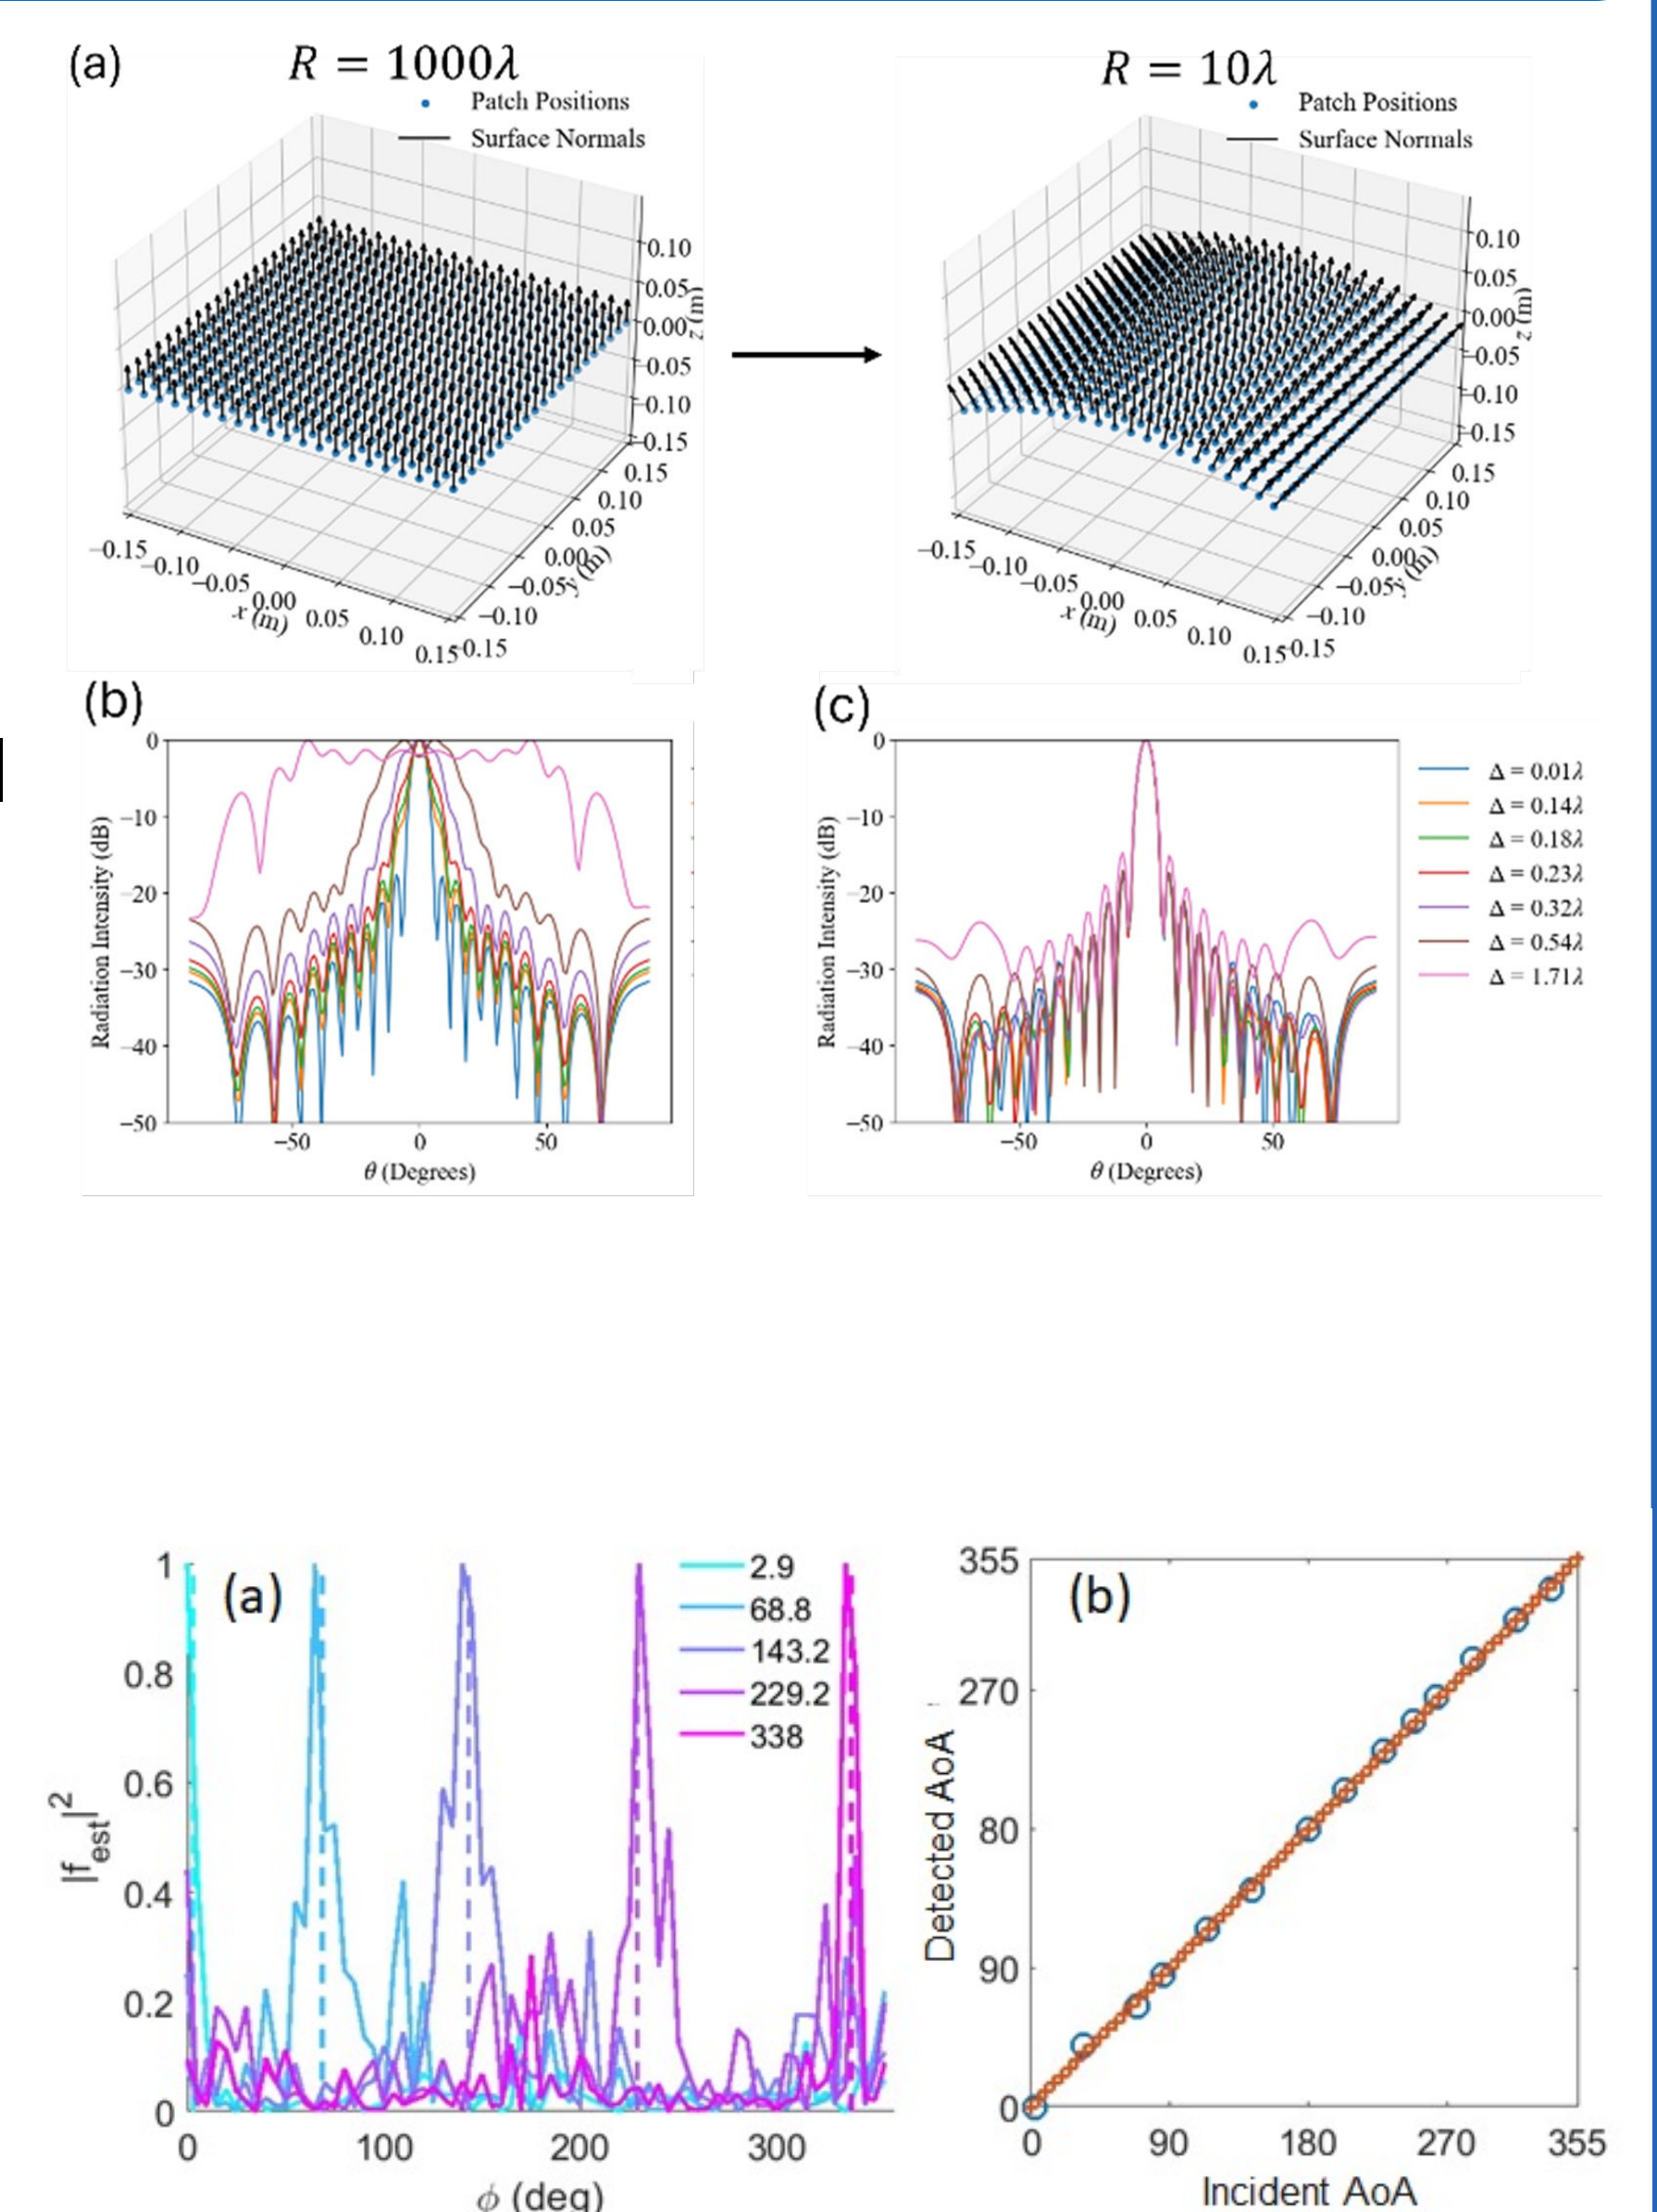 (a)
R = 1000λ
Patch Positions
Surface Normals
0.10
0.05
0.00
−0.05
−0.10
−0.15
z (m)
0.15
0.10
0.05
0.00
−0.05
−0.10
−0.15
y (m)
−0.15
−0.10
−0.05
0.00
0.05
0.10
0.15
x (m)
R = 10λ
Patch Positions
Surface Normals
0.10
0.05
0.00
−0.05
−0.10
−0.15
z (m)
0.15
0.10
0.05
0.00
−0.05
−0.10
−0.15
y (m)
−0.15
−0.10
−0.05
0.00
0.05
0.10
0.15
x (m)
(b)
0
−10
−20
−30
−40
−50
Radiation Intensity (dB)
−50 0 50
θ (Degrees)
(c)
0
−10
−20
−30
−40
−50
Radiation Intensity (dB)
−50 0 50
θ (Degrees)
Δ = 0.01λ
Δ = 0.14λ
Δ = 0.18λ
Δ = 0.23λ
Δ = 0.32λ
Δ = 0.54λ
Δ = 1.71λ
(a)
1
0.8
0.6
0.4
0.2
0
|f_est|²
2.9
68.8
143.2
229.2
338
0 100 200 300
ϕ (deg)
(b)
355
270
80
90
0
Detected AoA
0 90 180 270 355
Incident AoA